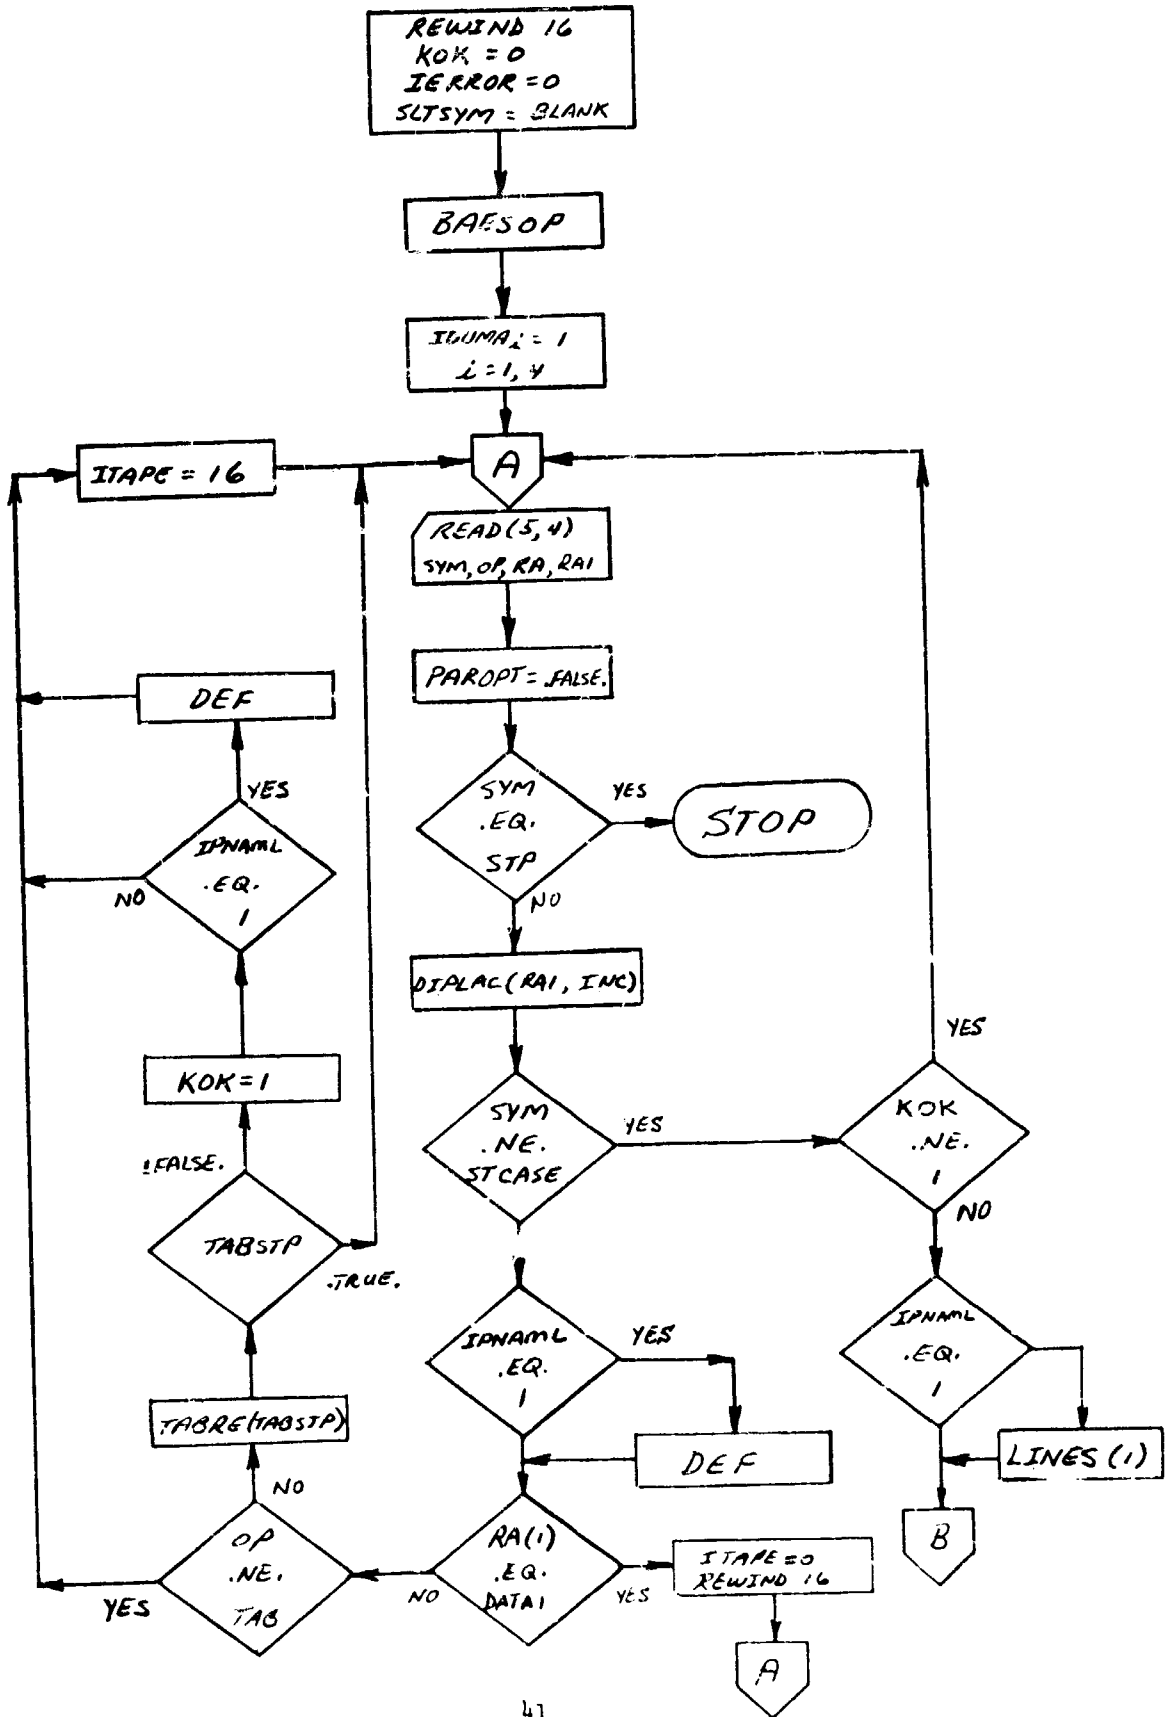 REWIND 16
KOK = 0
IERROR = 0
SLTSYM = BLANK
BAESOP
i = 1, 4
ITAPE = 16
A
READ(5,4)
SYM, OP, RA, RA1
PAROPT = .FALSE.
DEF
SYM
.EQ.
STP
YES
STOP
NO
YES
IPNAML
.EQ.
1
NO
DIPLAC(RA1, INC)
KOK = 1
SYM
.NE.
STCASE
YES
KOK
.NE.
1
YES
NO
.FALSE.
TABSTP
.TRUE.
IPNAML
.EQ.
1
YES
IPNAML
.EQ.
1
TABRE(TABSTP)
DEF
LINES(1)
NO
OP
.NE.
TAB
YES
RA(1)
.EQ.
DATA1
NO
YES
ITAPE = 0
REWIND 16
B
A
41